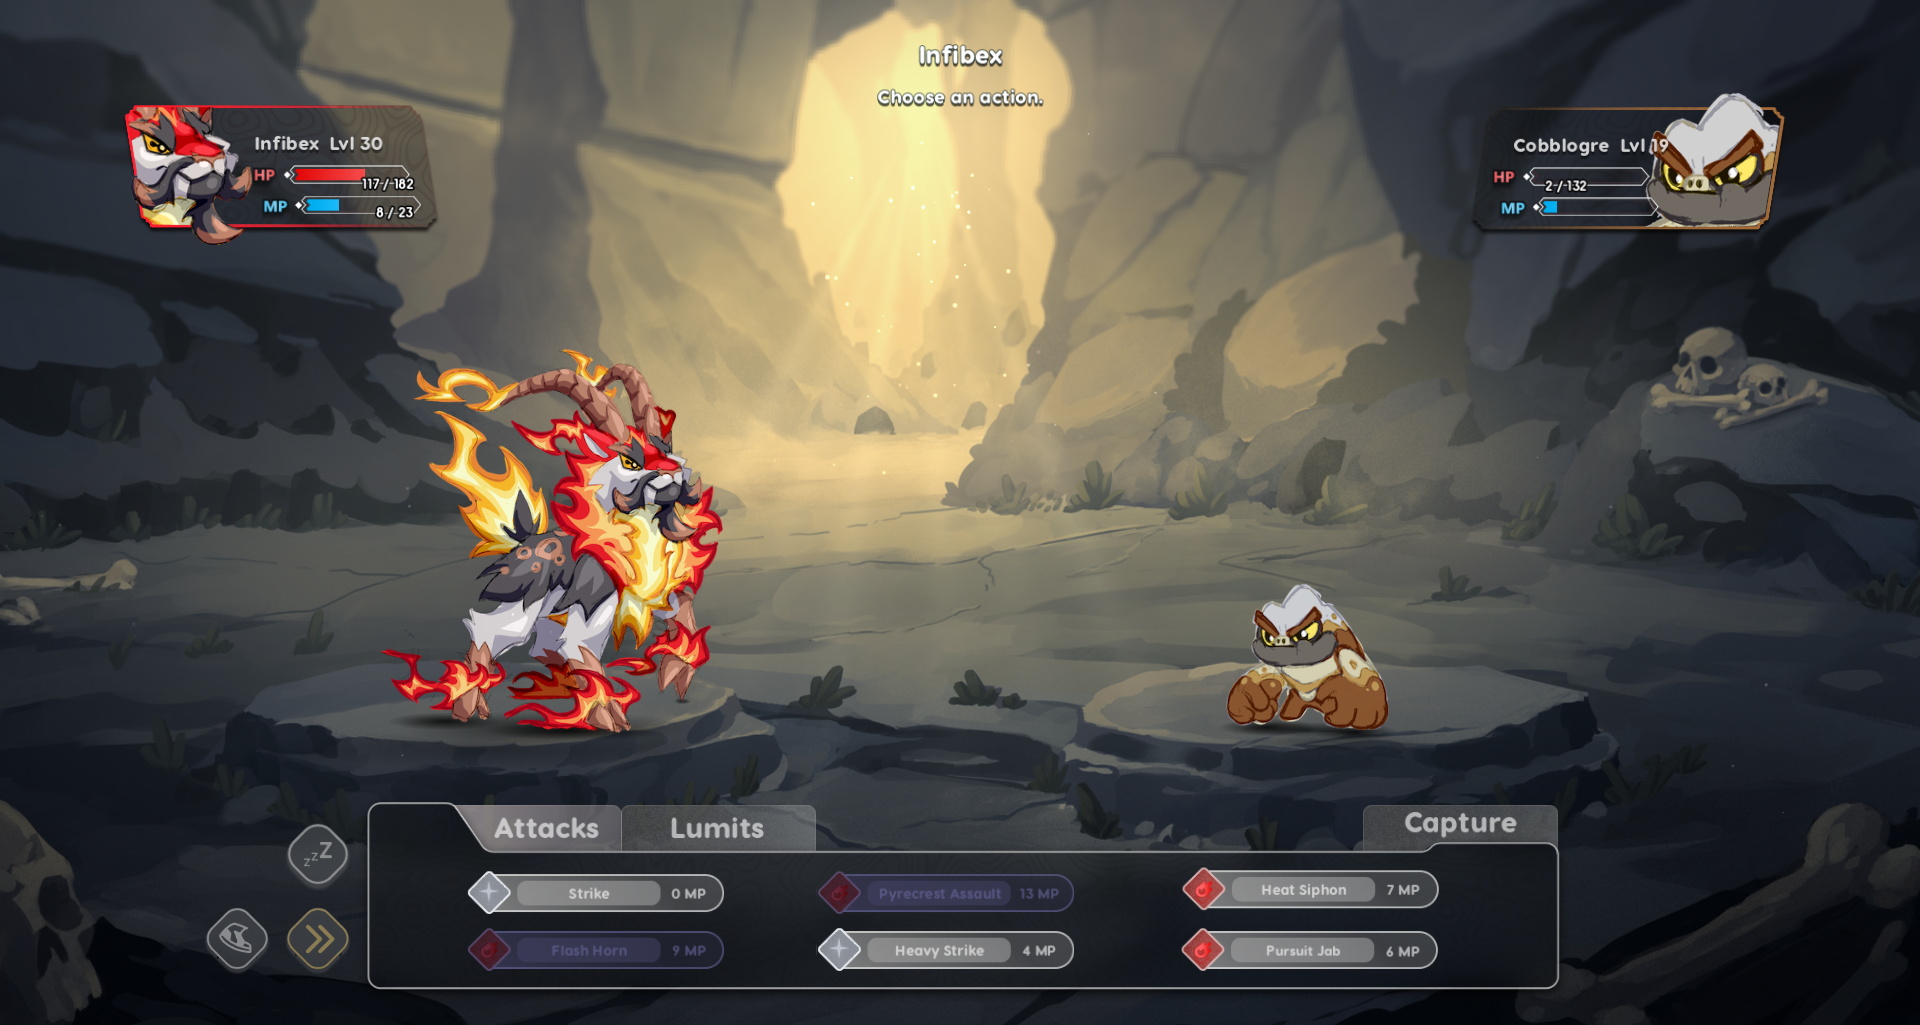 Infibex
Choose an action.
Infibex Lvl 30
HP 117/182
MP 8/23
Cobblogre Lvl 19
HP 2/132
MP
Attacks
Lumits
Capture
zzZ
Strike 0 MP
Pyrecrest Assault 13 MP
Heat Siphon 7 MP
Flash Horn 9 MP
Heavy Strike 4 MP
Pursuit Jab 6 MP